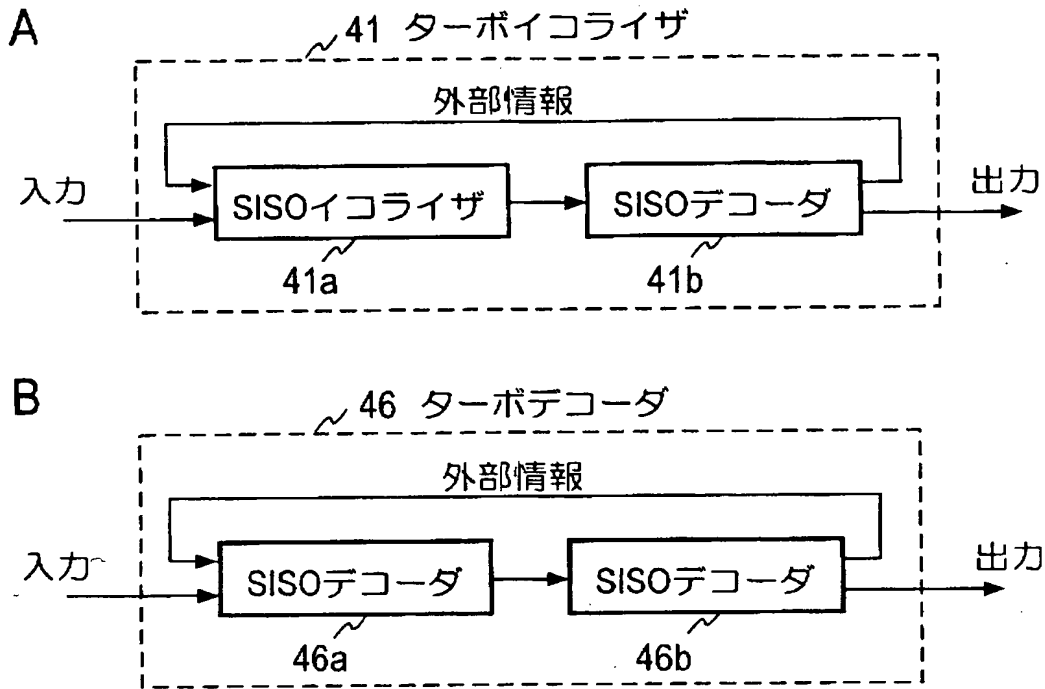 A
41 ターボイコライザ
外部情報
入力
SISOイコライザ
SISOデコーダ
出力
41a
41b
B
46 ターボデコーダ
外部情報
入力
SISOデコーダ
SISOデコーダ
出力
46a
46b